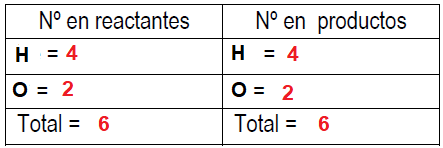 Nº en reactantes Nº en productos
H = 4 H = 4
O = 2 O = 2
Total = 6 Total = 6